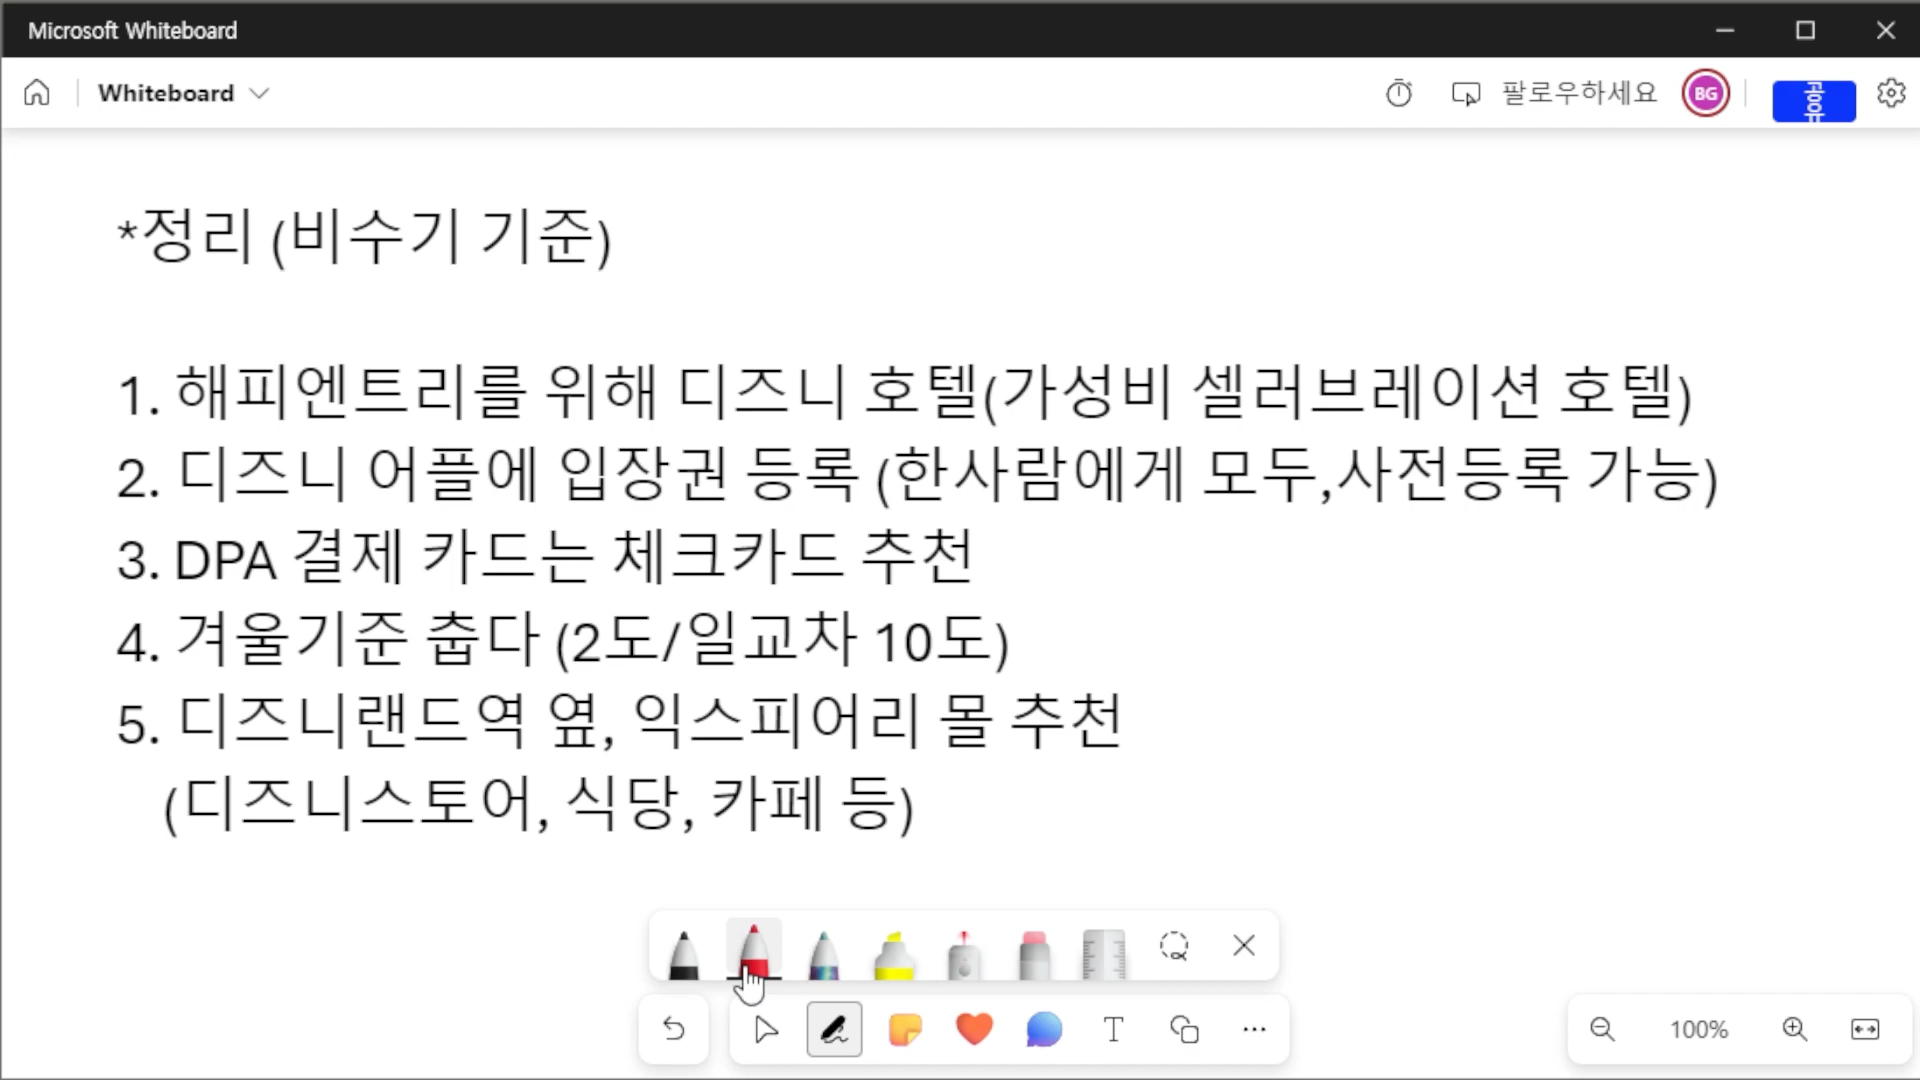 Microsoft Whiteboard
Whiteboard
팔로우하세요
BG
공유
*정리 (비수기 기준)
1. 해피엔트리를 위해 디즈니 호텔(가성비 셀러브레이션 호텔)
2. 디즈니 어플에 입장권 등록 (한사람에게 모두,사전등록 가능)
3. DPA 결제 카드는 체크카드 추천
4. 겨울기준 춥다 (2도/일교차 10도)
5. 디즈니랜드역 옆, 익스피어리 몰 추천
(디즈니스토어, 식당, 카페 등)
100%